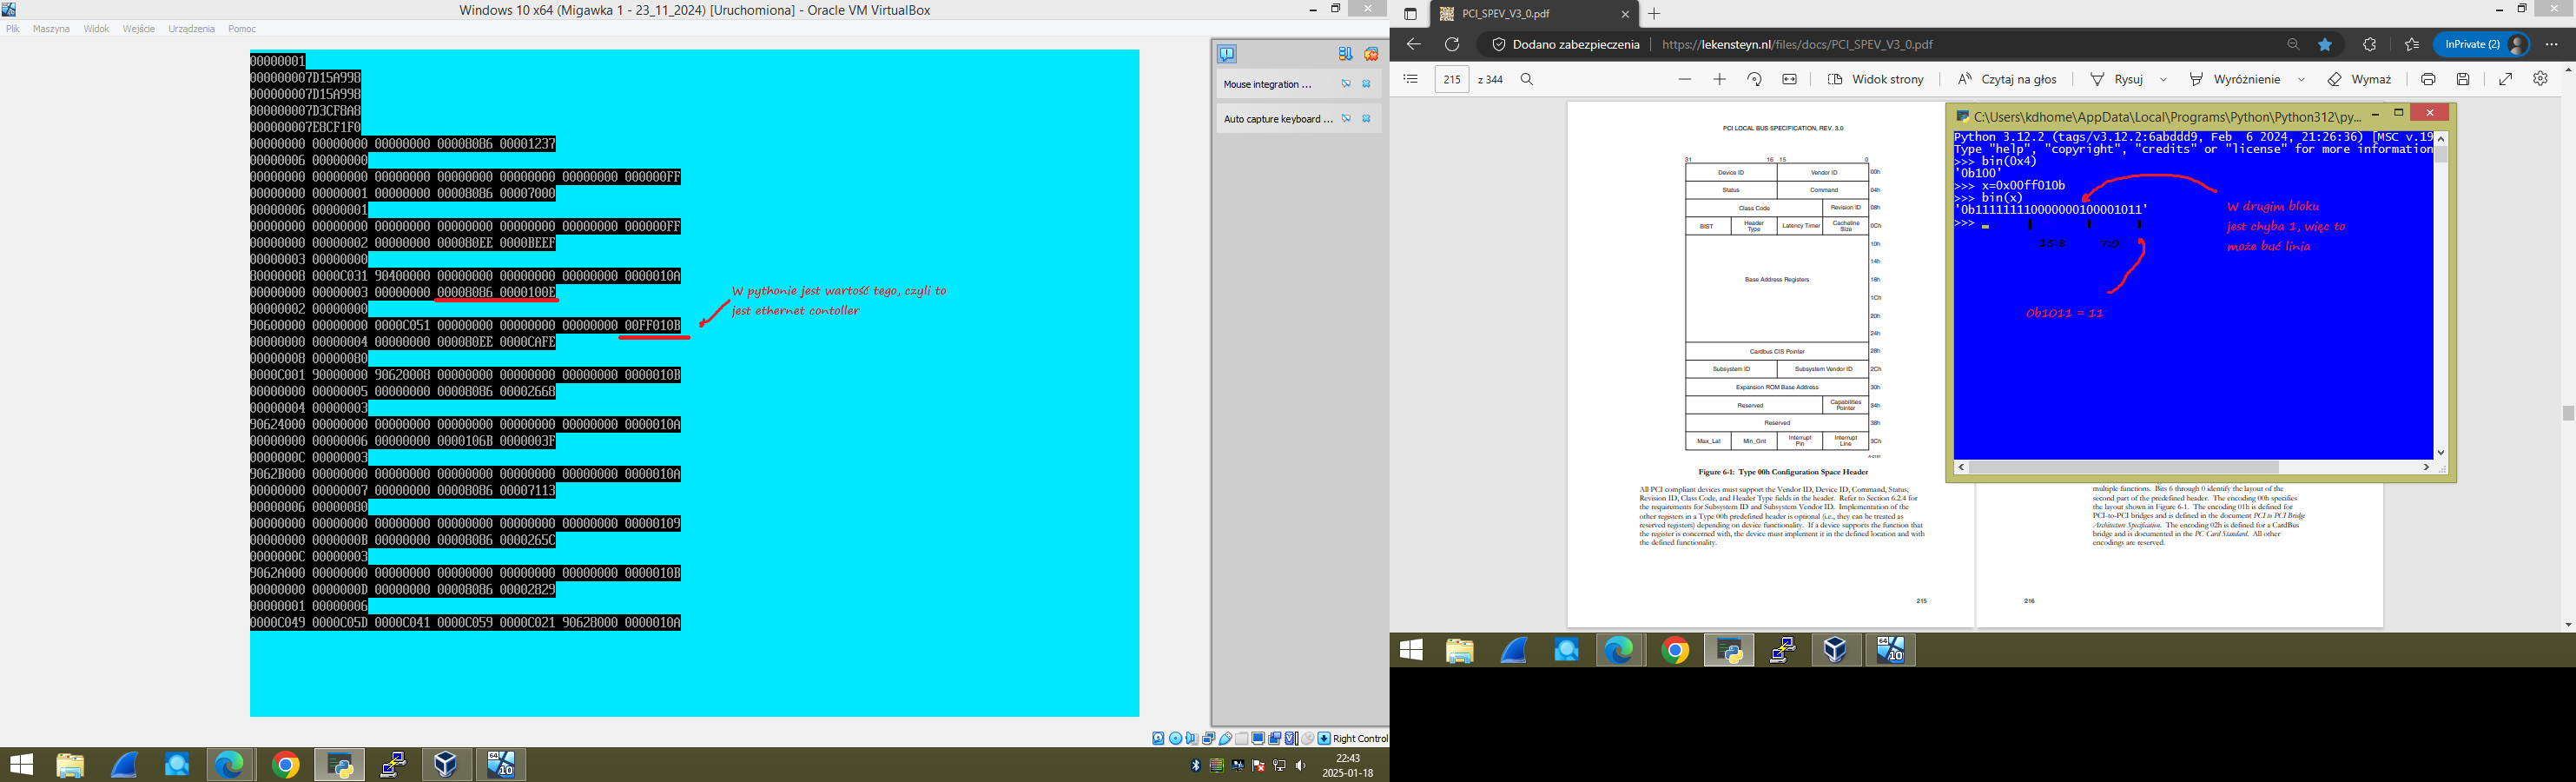 Windows 10 x64 (Migawka 1 - 23_11_2024) [Uruchomiona] - Oracle VM VirtualBox
Plik Maszyna Widok Wejście Urządzenia Pomoc
00000001
000000007D15A998
000000007D15A998
000000007D3CF8A8
000000007E8CF1F0
00000000 00000000 00000000 00008086 00001237
00000006 00000000
00000000 00000000 00000000 00000000 00000000 00000000 000000FF
00000000 00000001 00000000 00008086 00007000
00000006 00000001
00000000 00000000 00000000 00000000 00000000 00000000 000000FF
00000000 00000002 00000000 000080EE 0000BEEF
00000003 00000000
80000008 0000C031 90400000 00000000 00000000 00000000 0000010A
00000000 00000003 00000000 00008086 0000100E
00000002 00000000
90600000 00000000 0000C051 00000000 00000000 00000000 00FF010B
00000000 00000004 00000000 000080EE 0000CAFE
00000008 00000080
0000C001 90000000 90620008 00000000 00000000 00000000 0000010B
00000000 00000005 00000000 00008086 00002668
00000004 00000003
90624000 00000000 00000000 00000000 00000000 00000000 0000010A
00000000 00000006 00000000 0000106B 0000003F
0000000C 00000003
9062B000 00000000 00000000 00000000 00000000 00000000 0000010A
00000000 00000007 00000000 00008086 00007113
00000006 00000080
00000000 00000000 00000000 00000000 00000000 00000000 00000109
00000000 0000000B 00000000 00008086 0000265C
0000000C 00000003
9062A000 00000000 00000000 00000000 00000000 00000000 0000010B
00000000 0000000D 00000000 00008086 00002829
00000001 00000006
0000C049 0000C05D 0000C041 0000C059 0000C021 90628000 0000010A
W pythonie jest wartość tego, czyli to
jest ethernet contoller
Mouse integration ...
Auto capture keyboard ...
Right Control
22:43
2025-01-18
PCI_SPEV_V3_0.pdf
Dodano zabezpieczenia https://lekensteyn.nl/files/docs/PCI_SPEV_V3_0.pdf InPrivate (2)
215 z 344 Widok strony Czytaj na głos Rysuj Wyróżnienie Wymaż
PCI LOCAL BUS SPECIFICATION, REV. 3.0
31 16 15 0
Device ID Vendor ID 00h
Status Command 04h
Class Code Revision ID 08h
BIST Header Type Latency Timer Cacheline Size 0Ch
10h
14h
Base Address Registers 18h
1Ch
20h
24h
Cardbus CIS Pointer 28h
Subsystem ID Subsystem Vendor ID 2Ch
Expansion ROM Base Address 30h
Reserved Capabilities Pointer 34h
Reserved 38h
Max_Lat Min_Gnt Interrupt Pin Interrupt Line 3Ch
Figure 6-1: Type 00h Configuration Space Header
All PCI compliant devices must support the Vendor ID, Device ID, Command, Status,
Revision ID, Class Code, and Header Type fields in the header. Refer to Section 6.2.4 for
the requirements for Subsystem ID and Subsystem Vendor ID. Implementation of the
other registers in a Type 00h predefined header is optional (i.e., they can be treated as
reserved registers) depending on device functionality. If a device supports the function that
the register is concerned with, the device must implement it in the defined location and with
the defined functionality.
215
C:\Users\kdhome\AppData\Local\Programs\Python\Python312\py...
Python 3.12.2 (tags/v3.12.2:6abddd9, Feb 6 2024, 21:26:36) [MSC v.19
Type "help", "copyright", "credits" or "license" for more information
>>> bin(0x4)
'0b100'
>>> x=0x00ff010b
>>> bin(x)
'0b111111110000000100001011'
>>>
15:8 7:0
W drugim bloku
jest chyba 1, więc to
może być linia
0b1011 = 11
multiple functions. Bits 6 through 0 identify the layout of the
second part of the predefined header. The encoding 00h specifies
the layout shown in Figure 6-1. The encoding 01h is defined for
PCI-to-PCI bridges and is defined in the document PCI to PCI Bridge
Architecture Specification. The encoding 02h is defined for a CardBus
bridge and is documented in the PC Card Standard. All other
encodings are reserved.
216